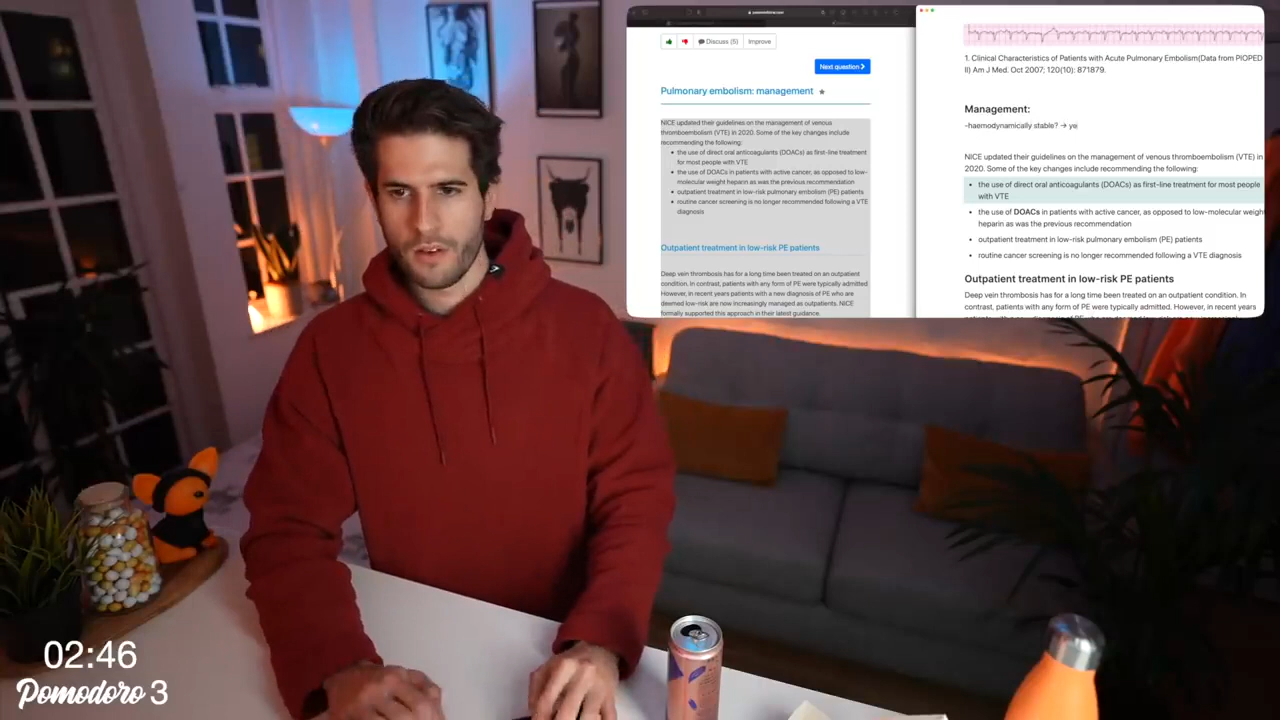 Discuss (5)
Improve
Next question
Pulmonary embolism: management
NICE updated their guidelines on the management of venous
thromboembolism (VTE) in 2020. Some of the key changes include
recommending the following:
• the use of direct oral anticoagulants (DOACs) as first-line treatment
for most people with VTE
• the use of DOACs in patients with active cancer, as opposed to low-
molecular weight heparin as was the previous recommendation
• outpatient treatment in low-risk pulmonary embolism (PE) patients
• routine cancer screening is no longer recommended following a VTE
diagnosis
Outpatient treatment in low-risk PE patients
Deep vein thrombosis has for a long time been treated on an outpatient
condition. In contrast, patients with any form of PE were typically admitted
However, in recent years patients with a new diagnosis of PE who are
deemed low-risk are now increasingly managed as outpatients. NICE
formally supported this approach in their latest guidance.
1. Clinical Characteristics of Patients with Acute Pulmonary Embolism(Data from PIOPED
II) Am J Med. Oct 2007; 120(10): 871879.
Management:
-haemodynamically stable? → ye
NICE updated their guidelines on the management of venous thromboembolism (VTE) in
2020. Some of the key changes include recommending the following:
• the use of direct oral anticoagulants (DOACs) as first-line treatment for most people
with VTE
• the use of DOACs in patients with active cancer, as opposed to low-molecular weight
heparin as was the previous recommendation
• outpatient treatment in low-risk pulmonary embolism (PE) patients
• routine cancer screening is no longer recommended following a VTE diagnosis
Outpatient treatment in low-risk PE patients
Deep vein thrombosis has for a long time been treated on an outpatient condition. In
contrast, patients with any form of PE were typically admitted. However, in recent years
02:46
Pomodoro 3